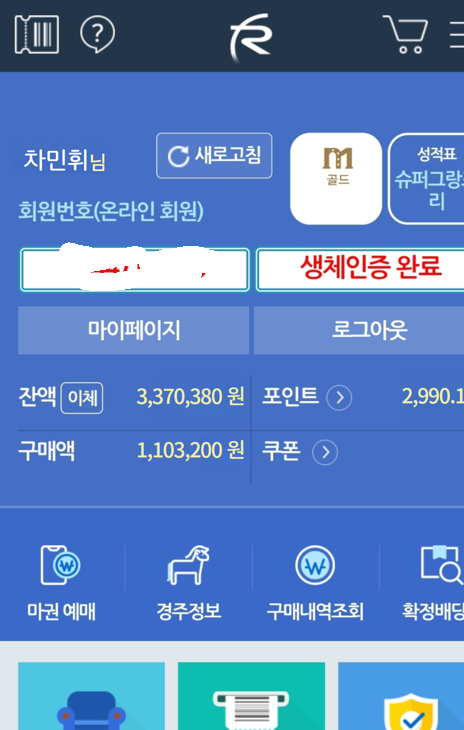 차민휘님
새로고침
골드
성적표
슈퍼그랑
리
회원번호(온라인 회원)
생체인증 완료
마이페이지
로그아웃
잔액 이체 3,370,380 원
포인트 2,990.1
구매액 1,103,200 원
쿠폰
마권 예매
경주정보
구매내역조회
확정배당